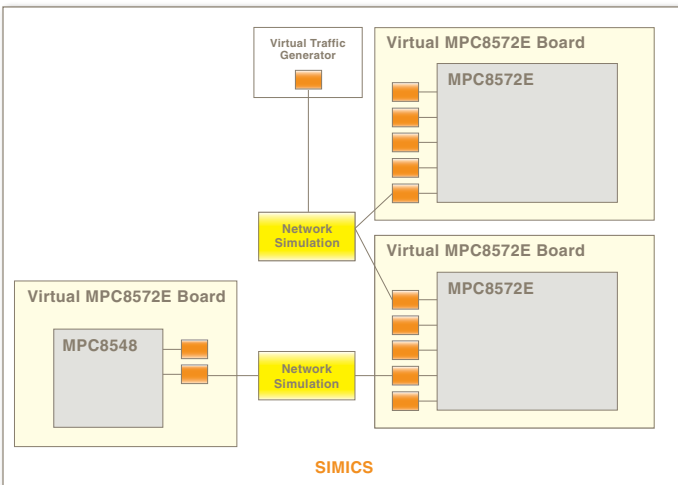 Virtual Traffic
Generator
Virtual MPC8572E Board
MPC8572E
Network
Simulation
Virtual MPC8572E Board
MPC8572E
Virtual MPC8572E Board
MPC8548
Network
Simulation
SIMICS